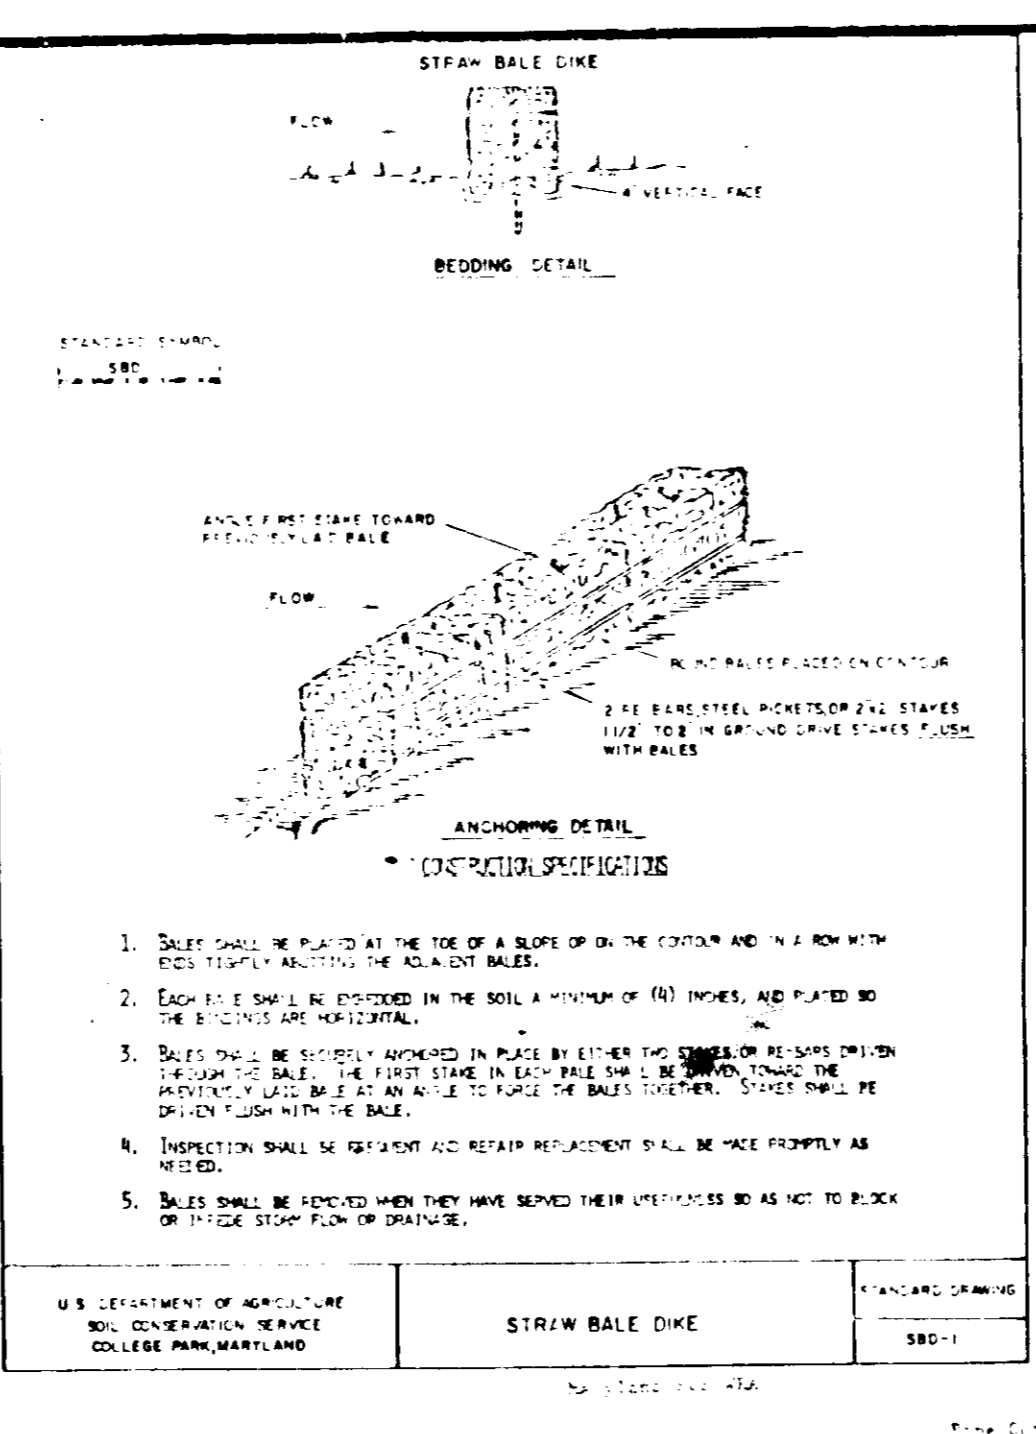 STRAW BALE DIKE
FLOW
4" VERTICAL FACE
BEDDING DETAIL
STANDARD SYMBOL
SBD
ANGLE FIRST STAKE TOWARD
PREVIOUSLY LAID BALE
FLOW
BOUND BALES PLACED ON CONTOUR
2 RE-BARS, STEEL PICKETS, OR 2"x2" STAKES
1 1/2' TO 2' IN GROUND DRIVE STAKES FLUSH
WITH BALES
ANCHORING DETAIL
CONSTRUCTION SPECIFICATIONS
1. BALES SHALL BE PLACED AT THE TOE OF A SLOPE OR ON THE CONTOUR AND IN A ROW WITH
ENDS TIGHTLY ABUTTING THE ADJACENT BALES.
2. EACH BALE SHALL BE EMBEDDED IN THE SOIL A MINIMUM OF (4) INCHES, AND PLACED SO
THE BINDINGS ARE HORIZONTAL.
3. BALES SHALL BE SECURELY ANCHORED IN PLACE BY EITHER TWO STAKES OR RE-BARS DRIVEN
THROUGH THE BALE. THE FIRST STAKE IN EACH BALE SHALL BE DRIVEN TOWARD THE
PREVIOUSLY LAID BALE AT AN ANGLE TO FORCE THE BALES TOGETHER. STAKES SHALL BE
DRIVEN FLUSH WITH THE BALE.
4. INSPECTION SHALL BE FREQUENT AND REPAIR REPLACEMENT SHALL BE MADE PROMPTLY AS
NEEDED.
5. BALES SHALL BE REMOVED WHEN THEY HAVE SERVED THEIR USEFULNESS SO AS NOT TO BLOCK
OR IMPEDE STORM FLOW OR DRAINAGE.
U.S. DEPARTMENT OF AGRICULTURE
SOIL CONSERVATION SERVICE
COLLEGE PARK, MARYLAND
STRAW BALE DIKE
STANDARD DRAWING
SBD-1
Maryland